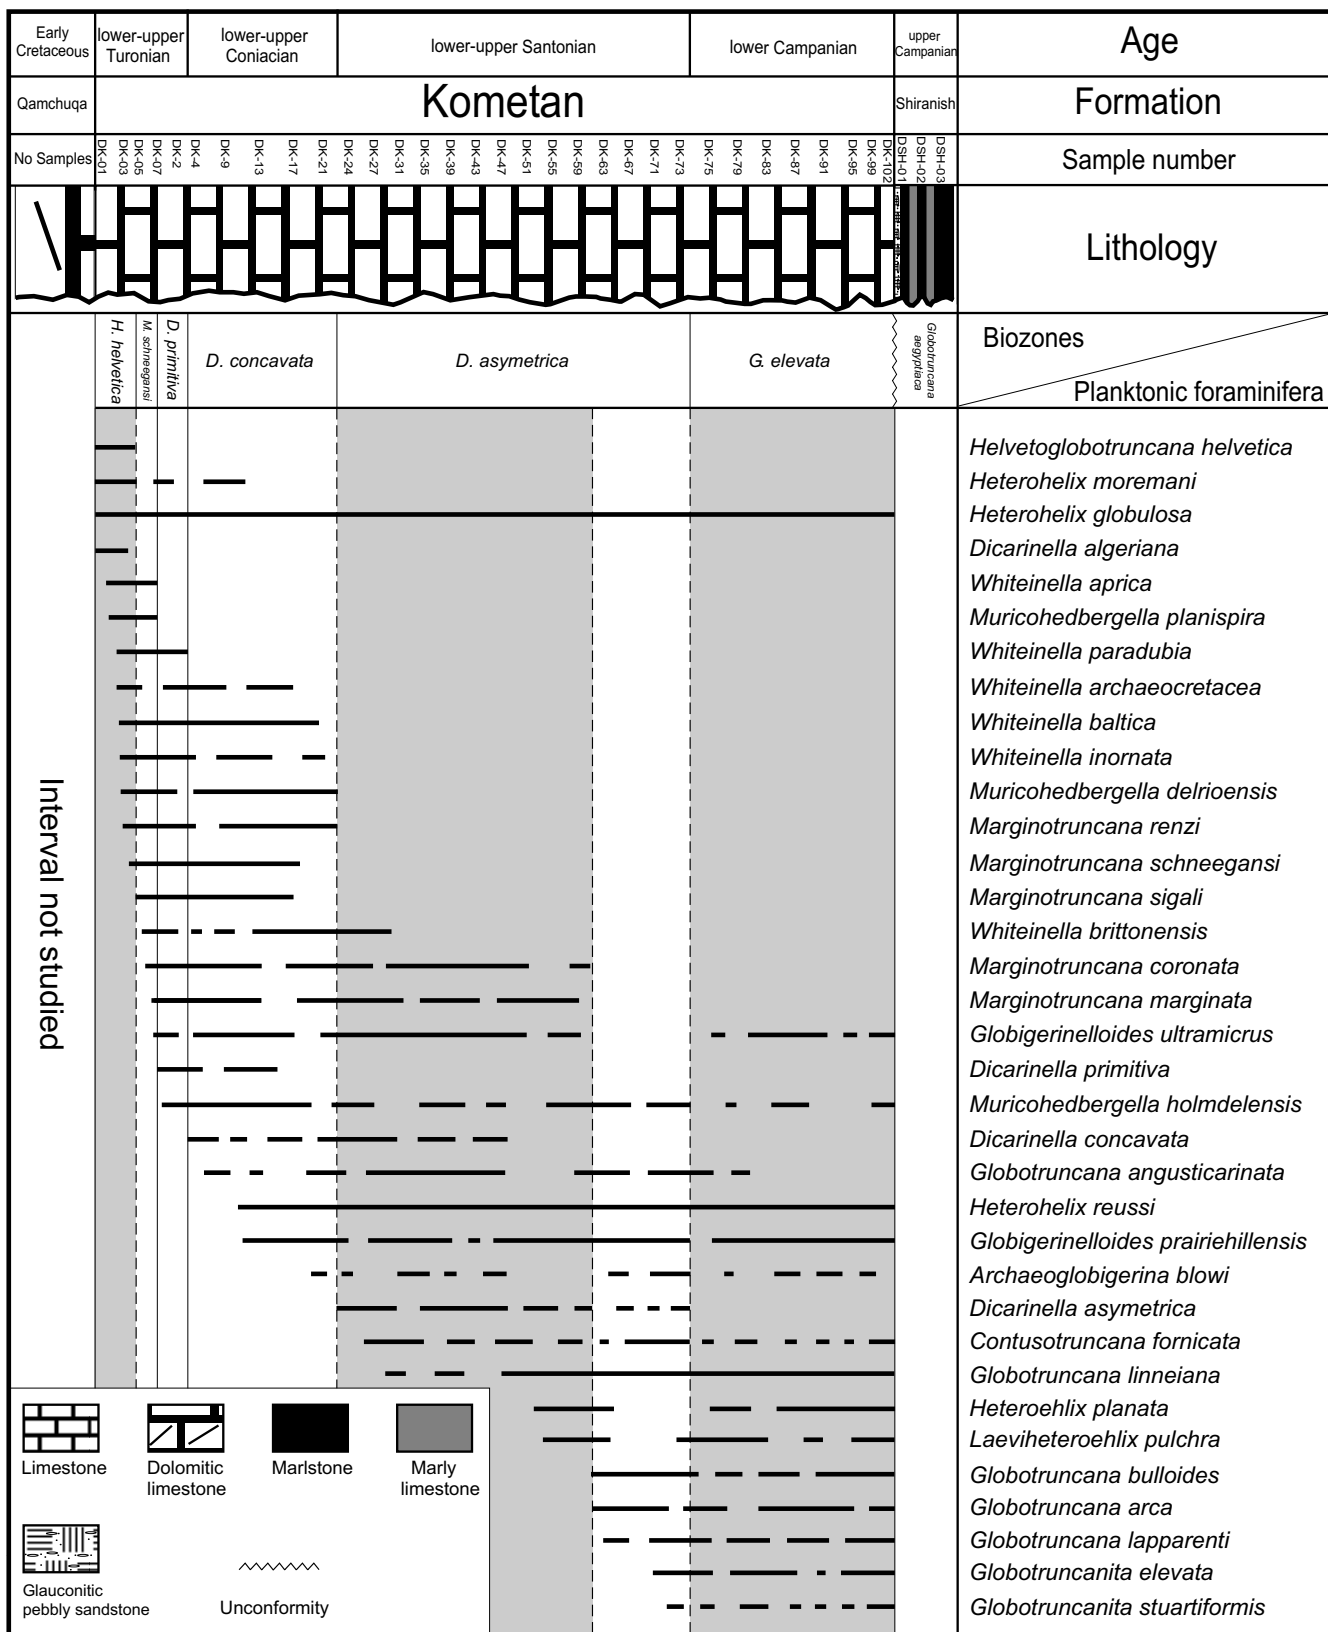 Early
Cretaceous
lower-upper
Turonian
lower-upper
Coniacian
lower-upper Santonian
lower Campanian
upper
Campanian
Age
Qamchuqa
Kometan
Shiranish
Formation
No Samples
DK-01
DK-03
DK-05
DK-07
DK-2
DK-4
DK-9
DK-13
DK-17
DK-21
DK-24
DK-27
DK-31
DK-35
DK-39
DK-43
DK-47
DK-51
DK-55
DK-59
DK-63
DK-67
DK-71
DK-73
DK-75
DK-79
DK-83
DK-87
DK-91
DK-95
DK-99
DK-102
DSH-01
DSH-02
DSH-03
Sample number
Lithology
H. helvetica
M. schneegansi
D. primitiva
D. concavata
D. asymetrica
G. elevata
Globotruncana
aegyptiaca
Biozones
Planktonic foraminifera
Helvetoglobotruncana helvetica
Heterohelix moremani
Heterohelix globulosa
Dicarinella algeriana
Whiteinella aprica
Muricohedbergella planispira
Whiteinella paradubia
Whiteinella archaeocretacea
Whiteinella baltica
Whiteinella inornata
Muricohedbergella delrioensis
Marginotruncana renzi
Marginotruncana schneegansi
Marginotruncana sigali
Whiteinella brittonensis
Marginotruncana coronata
Marginotruncana marginata
Globigerinelloides ultramicrus
Dicarinella primitiva
Muricohedbergella holmdelensis
Dicarinella concavata
Globotruncana angusticarinata
Heterohelix reussi
Globigerinelloides prairiehillensis
Archaeoglobigerina blowi
Dicarinella asymetrica
Contusotruncana fornicata
Globotruncana linneiana
Heteroehlix planata
Laeviheteroehlix pulchra
Globotruncana bulloides
Globotruncana arca
Globotruncana lapparenti
Globotruncanita elevata
Globotruncanita stuartiformis
Interval not studied
Limestone
Dolomitic
limestone
Marlstone
Marly
limestone
Glauconitic
pebbly sandstone
Unconformity